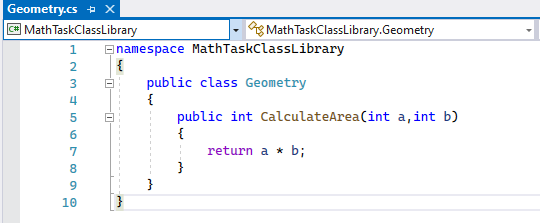 Geometry.cs
C# MathTaskClassLibrary MathTaskClassLibrary.Geometry
1 namespace MathTaskClassLibrary
2 {
3 public class Geometry
4 {
5 public int CalculateArea(int a,int b)
6 {
7 return a * b;
8 }
9 }
10 }